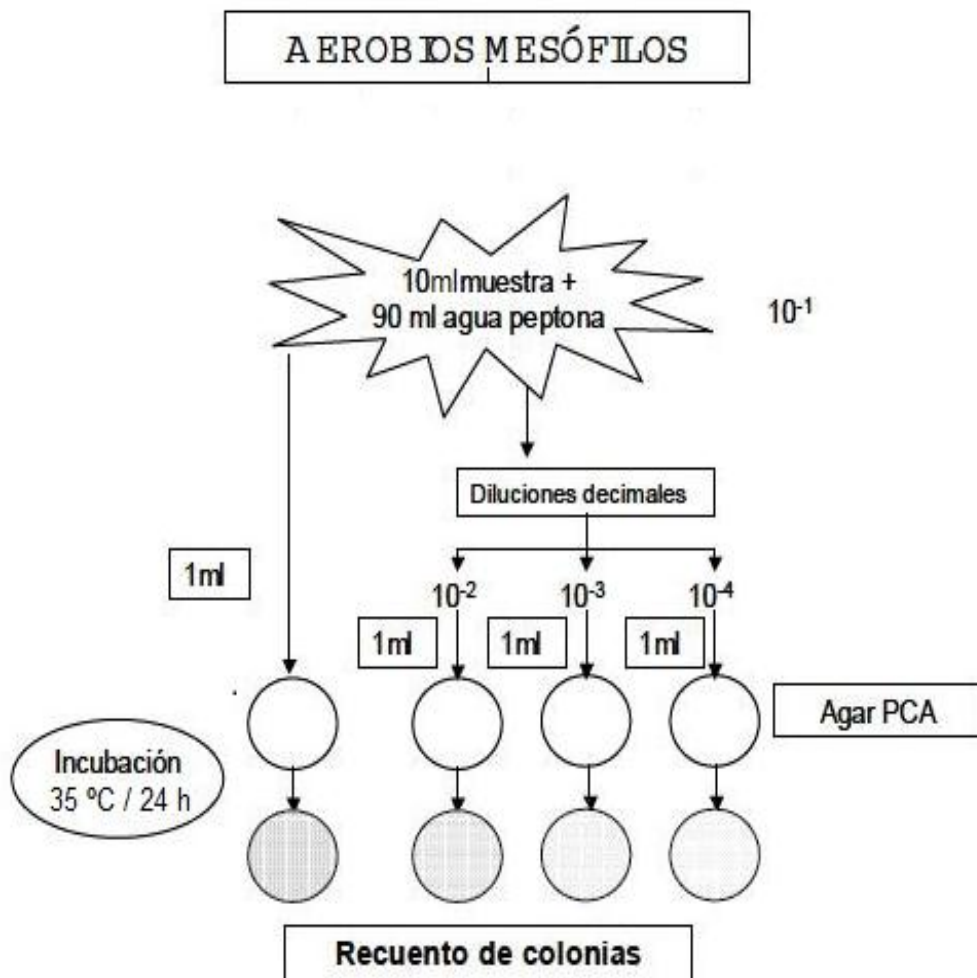 AEROBIOS MESÓFILOS
10ml muestra +
90 ml agua peptona
10⁻¹
Diluciones decimales
1ml
10⁻²
10⁻³
10⁻⁴
1ml
1ml
1ml
Agar PCA
Incubación
35 ºC / 24 h
Recuento de colonias